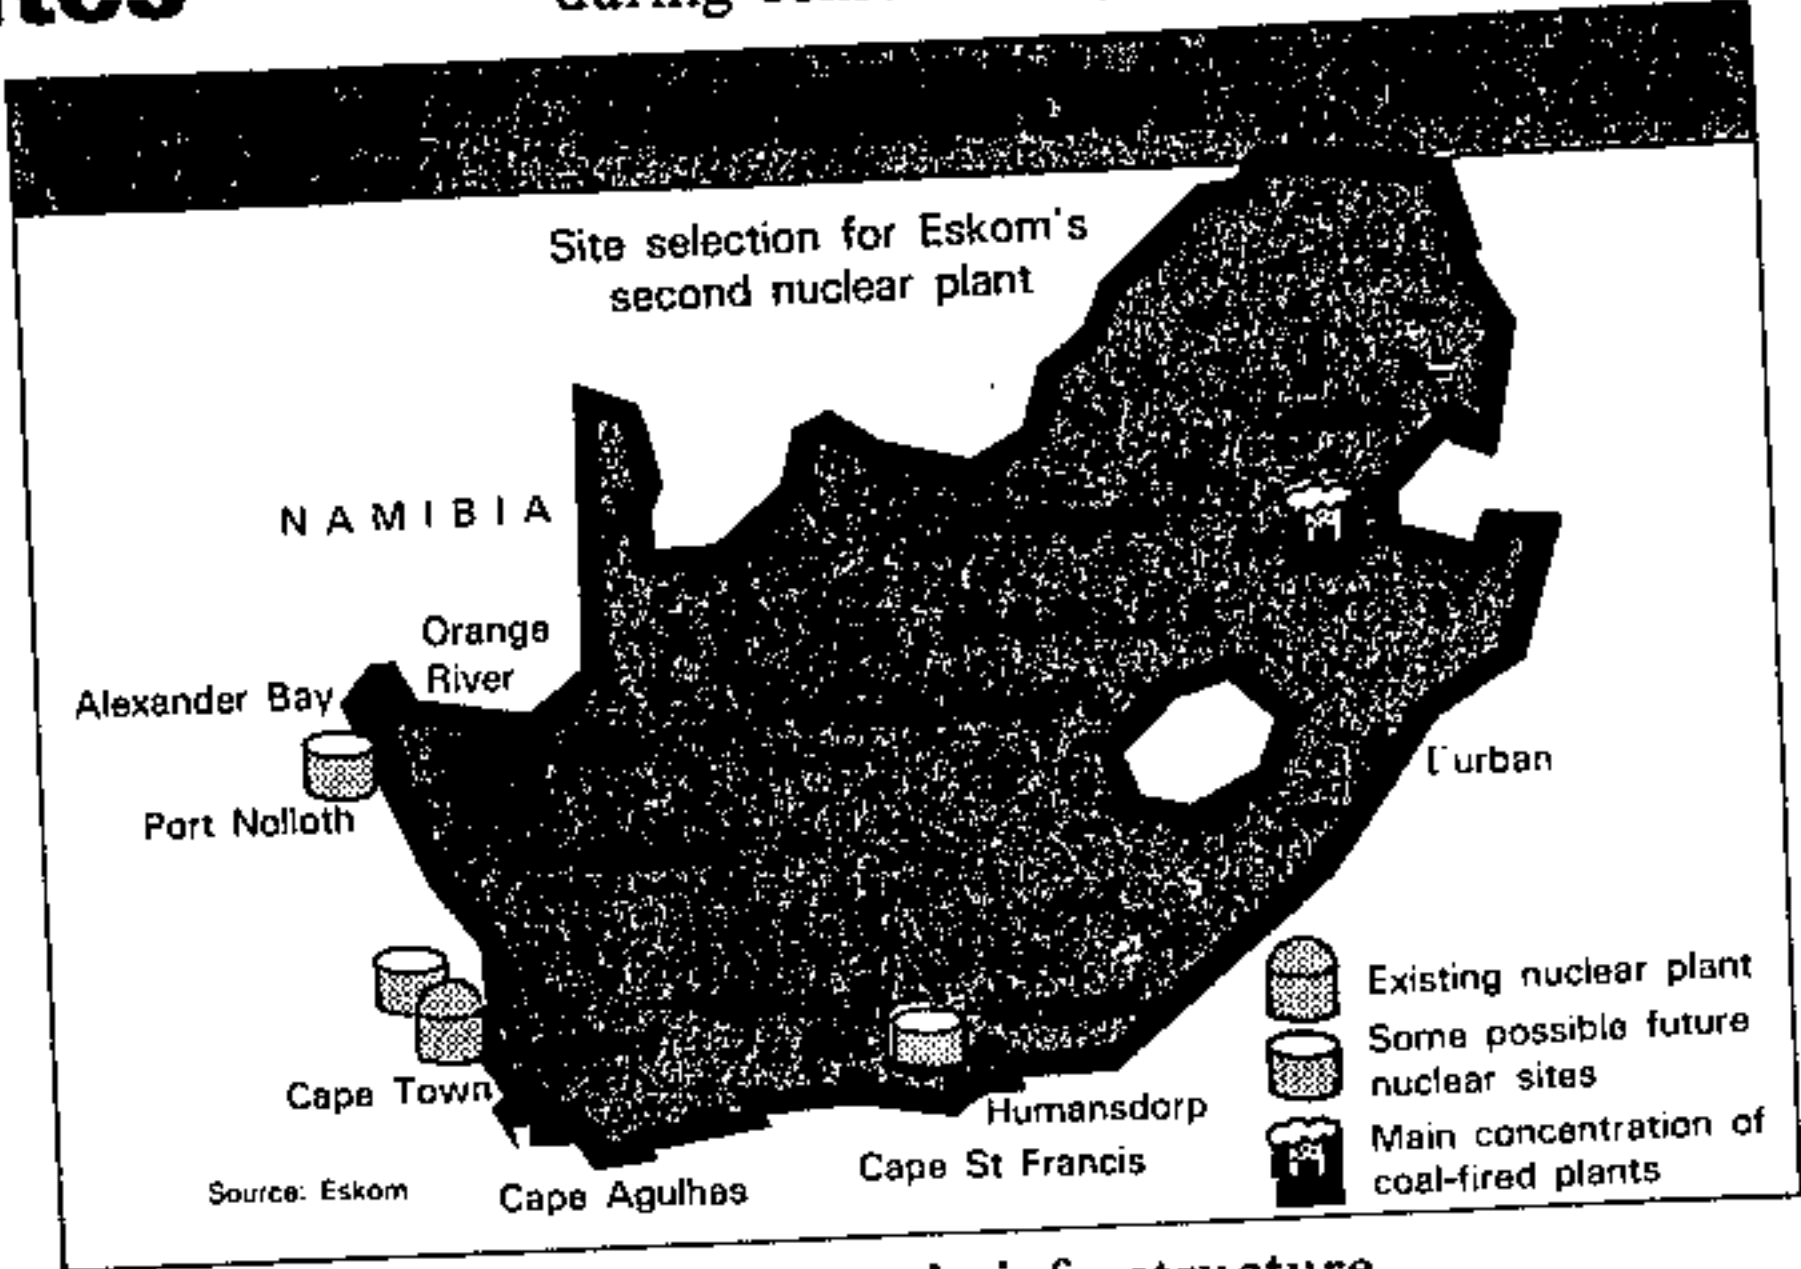 during
Site selection for Eskom's
second nuclear plant
NAMIBIA
Orange
River
Alexander Bay
Port Nolloth
Durban
Cape Town
Humansdorp
Cape St Francis
Cape Agulhas
Source: Eskom
Existing nuclear plant
Some possible future
nuclear sites
Main concentration of
coal-fired plants